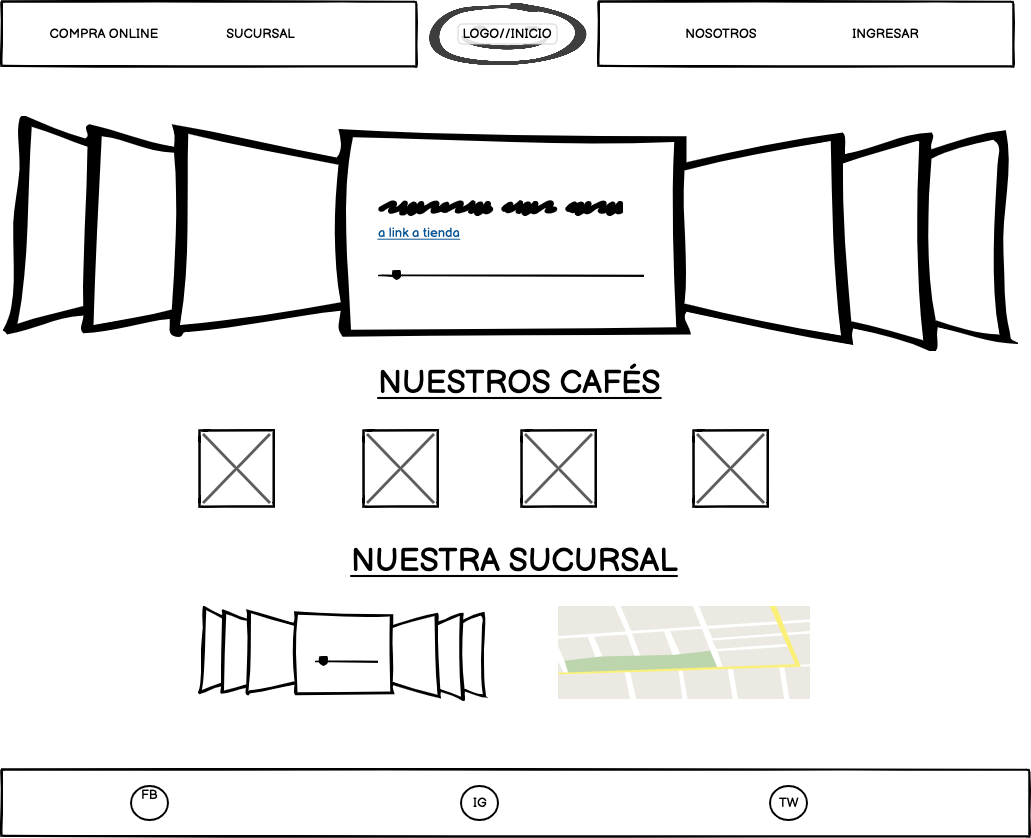 COMPRA ONLINE
SUCURSAL
LOGO//INICIO
NOSOTROS
INGRESAR
a link a tienda
NUESTROS CAFÉS
NUESTRA SUCURSAL
FB
IG
TW